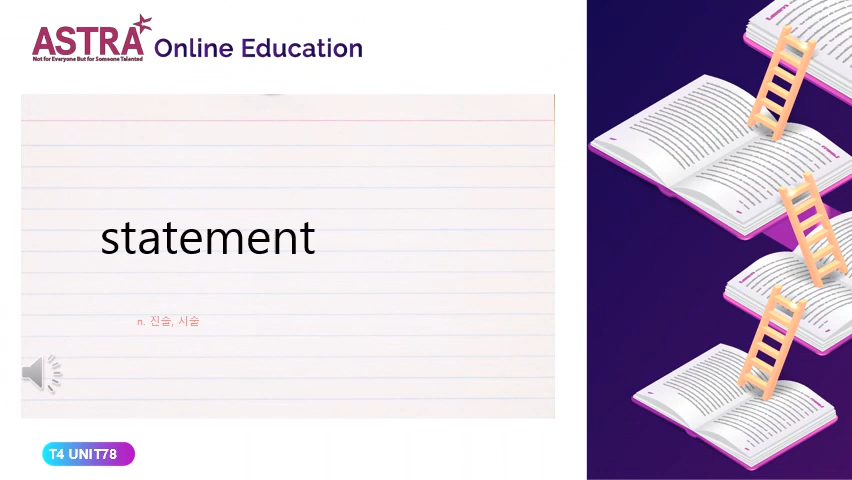 ASTRA Online Education
Not for Everyone But for Someone Talented
statement
n. 진술, 시술
T4 UNIT78